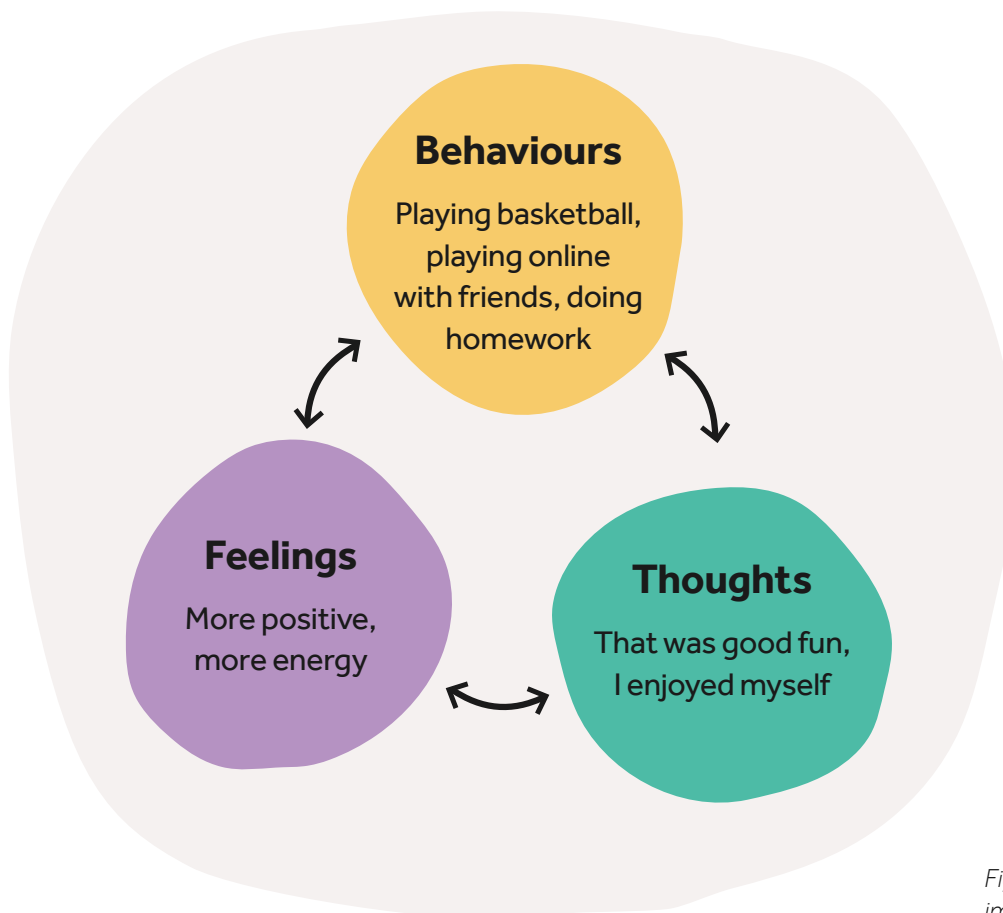 Behaviours
Playing basketball,
playing online
with friends, doing
homework
Feelings
More positive,
more energy
Thoughts
That was good fun,
I enjoyed myself